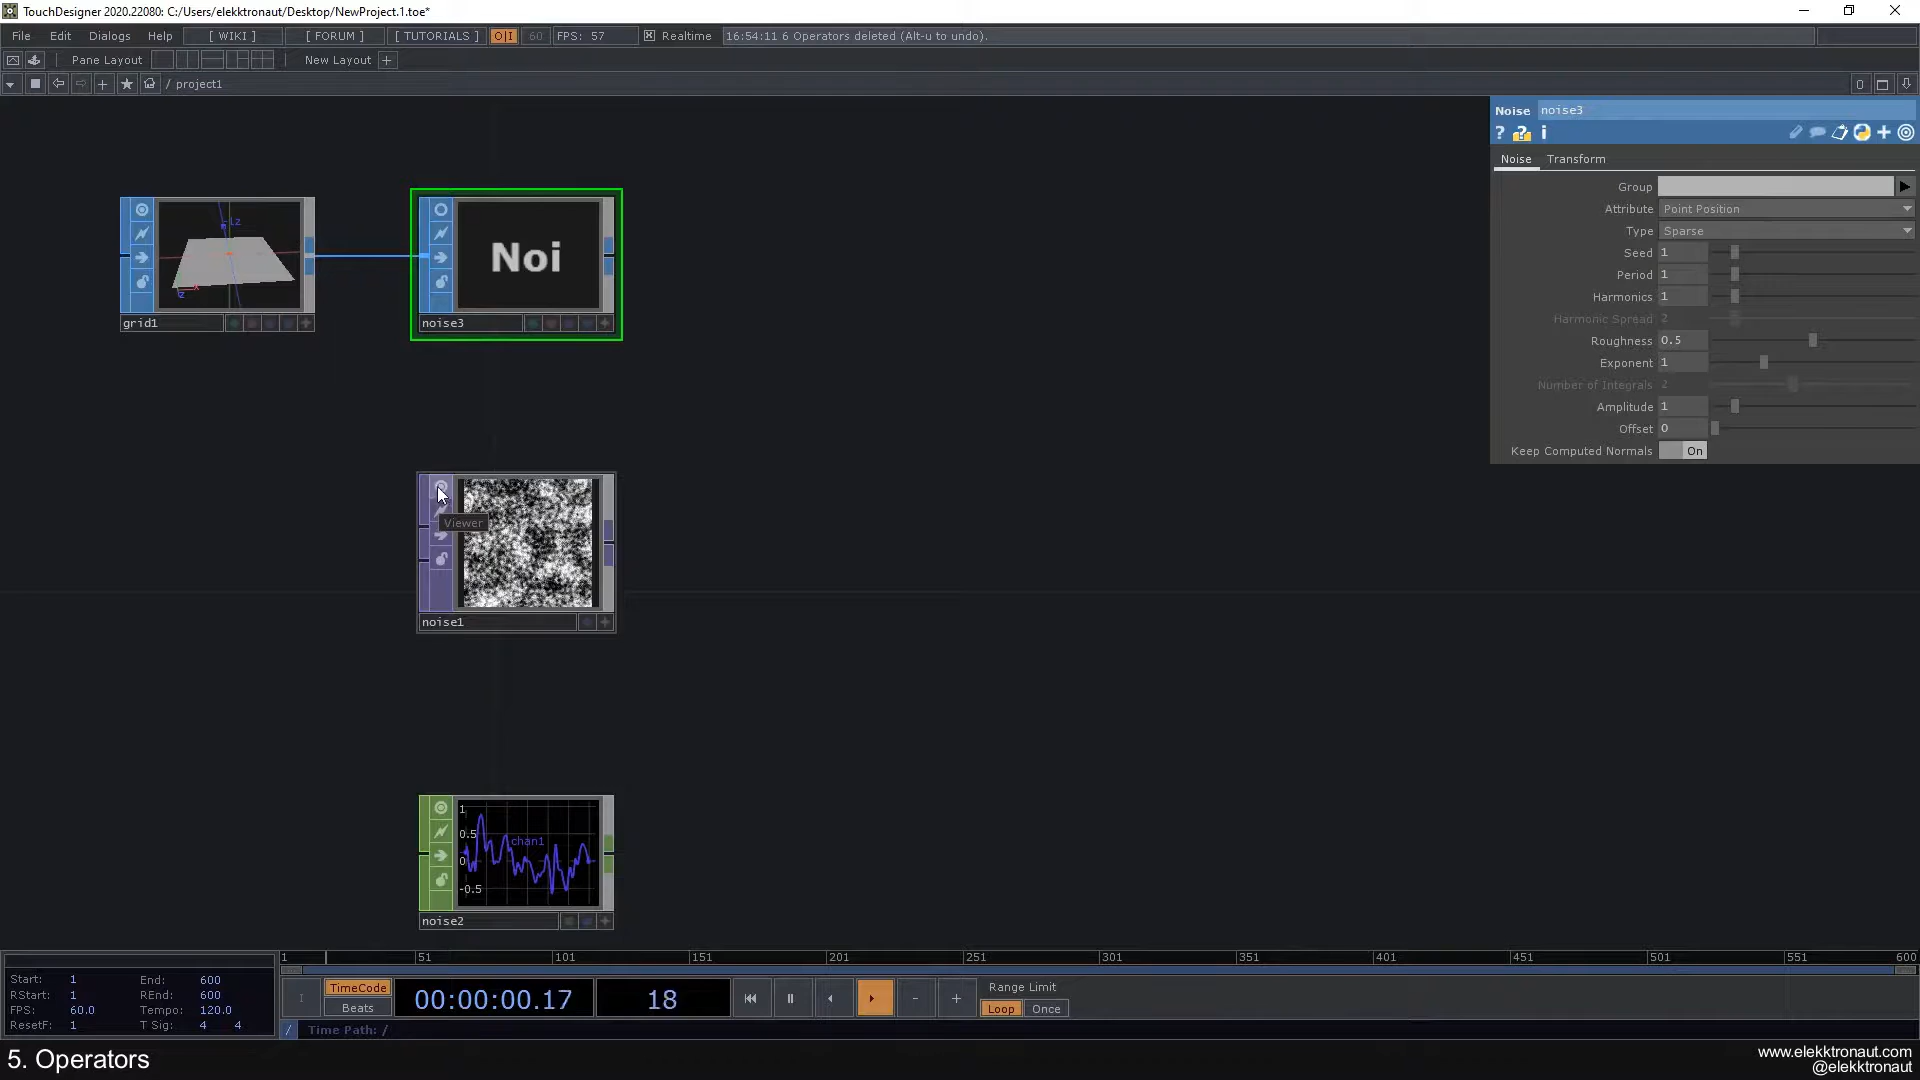 TouchDesigner 2020.22080: C:/Users/elekktronaut/Desktop/NewProject.1.toe*
File Edit Dialogs Help [ WIKI ] [ FORUM ] [ TUTORIALS ] O|I 60 FPS: 57 Realtime 16:54:11 6 Operators deleted (Alt-u to undo).
Pane Layout New Layout +
/ project1 0
Noise noise3
? ? i
Noise Transform
Group
Attribute Point Position
Type Sparse
Seed 1
Period 1
Harmonics 1
Harmonic Spread 2
Roughness 0.5
Exponent 1
Number of Integrals 2
Amplitude 1
Offset 0
Keep Computed Normals On
grid1
Noi
noise3
Viewer
noise1
1
0.5
chan1
0
-0.5
noise2
1 51 101 151 201 251 301 351 401 451 501 551 600
Start: 1 End: 600
RStart: 1 REnd: 600
FPS: 60.0 Tempo: 120.0
ResetF: 1 T Sig: 4 4
TimeCode
Beats
00:00:00.17
18
Range Limit
Loop Once
/ Time Path: /
5. Operators
www.elekktronaut.com
@elekktronaut